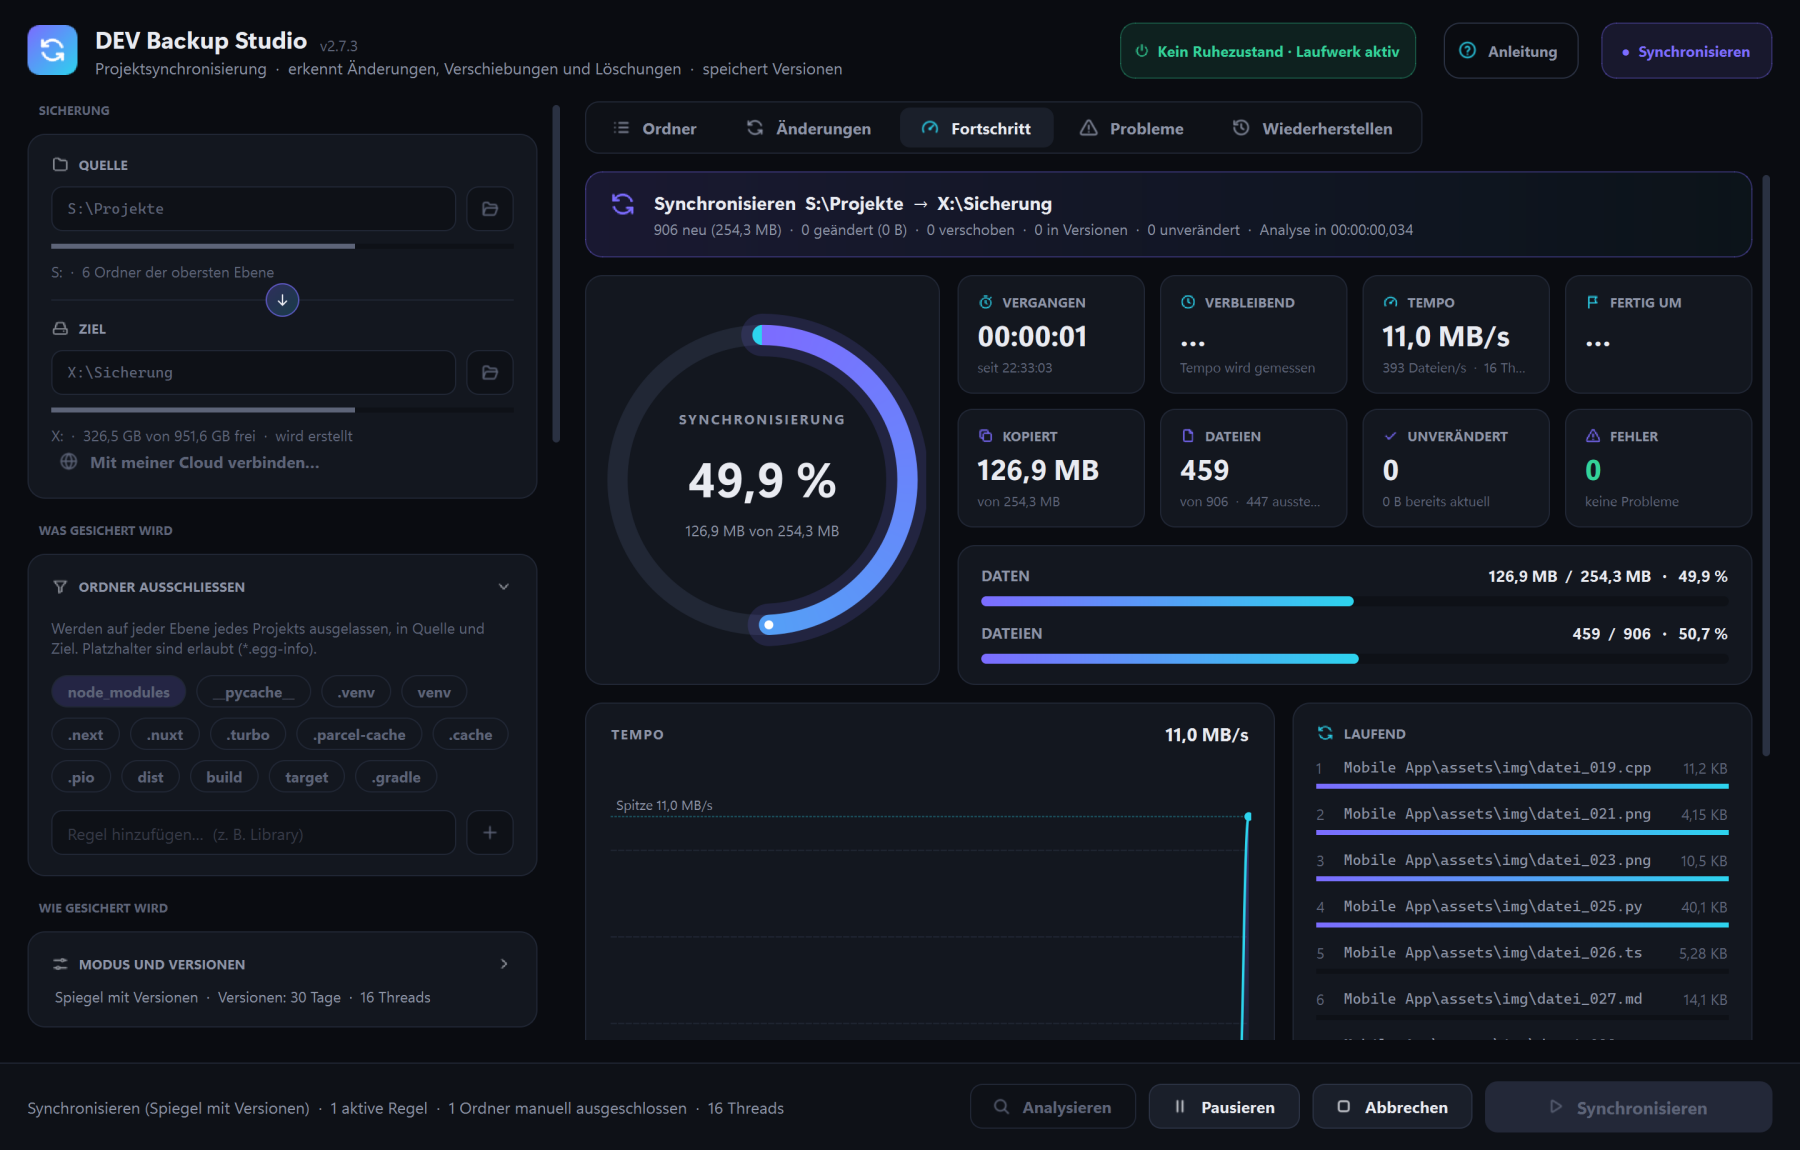 DEV Backup Studio v2.7.3
Projektsynchronisierung · erkennt Änderungen, Verschiebungen und Löschungen · speichert Versionen
Kein Ruhezustand · Laufwerk aktiv
Anleitung
• Synchronisieren
SICHERUNG
QUELLE
S:\Projekte
S: · 6 Ordner der obersten Ebene
ZIEL
X:\Sicherung
X: · 326,5 GB von 951,6 GB frei · wird erstellt
Mit meiner Cloud verbinden...
WAS GESICHERT WIRD
ORDNER AUSSCHLIESSEN
Werden auf jeder Ebene jedes Projekts ausgelassen, in Quelle und
Ziel. Platzhalter sind erlaubt (*.egg-info).
node_modules __pycache__ .venv venv
.next .nuxt .turbo .parcel-cache .cache
.pio dist build target .gradle
Regel hinzufügen... (z. B. Library)
WIE GESICHERT WIRD
MODUS UND VERSIONEN
Spiegel mit Versionen · Versionen: 30 Tage · 16 Threads
Ordner Änderungen Fortschritt Probleme Wiederherstellen
Synchronisieren S:\Projekte → X:\Sicherung
906 neu (254,3 MB) · 0 geändert (0 B) · 0 verschoben · 0 in Versionen · 0 unverändert · Analyse in 00:00:00,034
SYNCHRONISIERUNG
49,9 %
126,9 MB von 254,3 MB
VERGANGEN
00:00:01
seit 22:33:03
VERBLEIBEND
...
Tempo wird gemessen
TEMPO
11,0 MB/s
393 Dateien/s · 16 Th...
FERTIG UM
...
KOPIERT
126,9 MB
von 254,3 MB
DATEIEN
459
von 906 · 447 ausste...
UNVERÄNDERT
0
0 B bereits aktuell
FEHLER
0
keine Probleme
DATEN 126,9 MB / 254,3 MB · 49,9 %
DATEIEN 459 / 906 · 50,7 %
TEMPO 11,0 MB/s
Spitze 11,0 MB/s
LAUFEND
1 Mobile App\assets\img\datei_019.cpp 11,2 KB
2 Mobile App\assets\img\datei_021.png 4,15 KB
3 Mobile App\assets\img\datei_023.png 10,5 KB
4 Mobile App\assets\img\datei_025.py 40,1 KB
5 Mobile App\assets\img\datei_026.ts 5,28 KB
6 Mobile App\assets\img\datei_027.md 14,1 KB
Synchronisieren (Spiegel mit Versionen) · 1 aktive Regel · 1 Ordner manuell ausgeschlossen · 16 Threads
Analysieren
Pausieren
Abbrechen
Synchronisieren